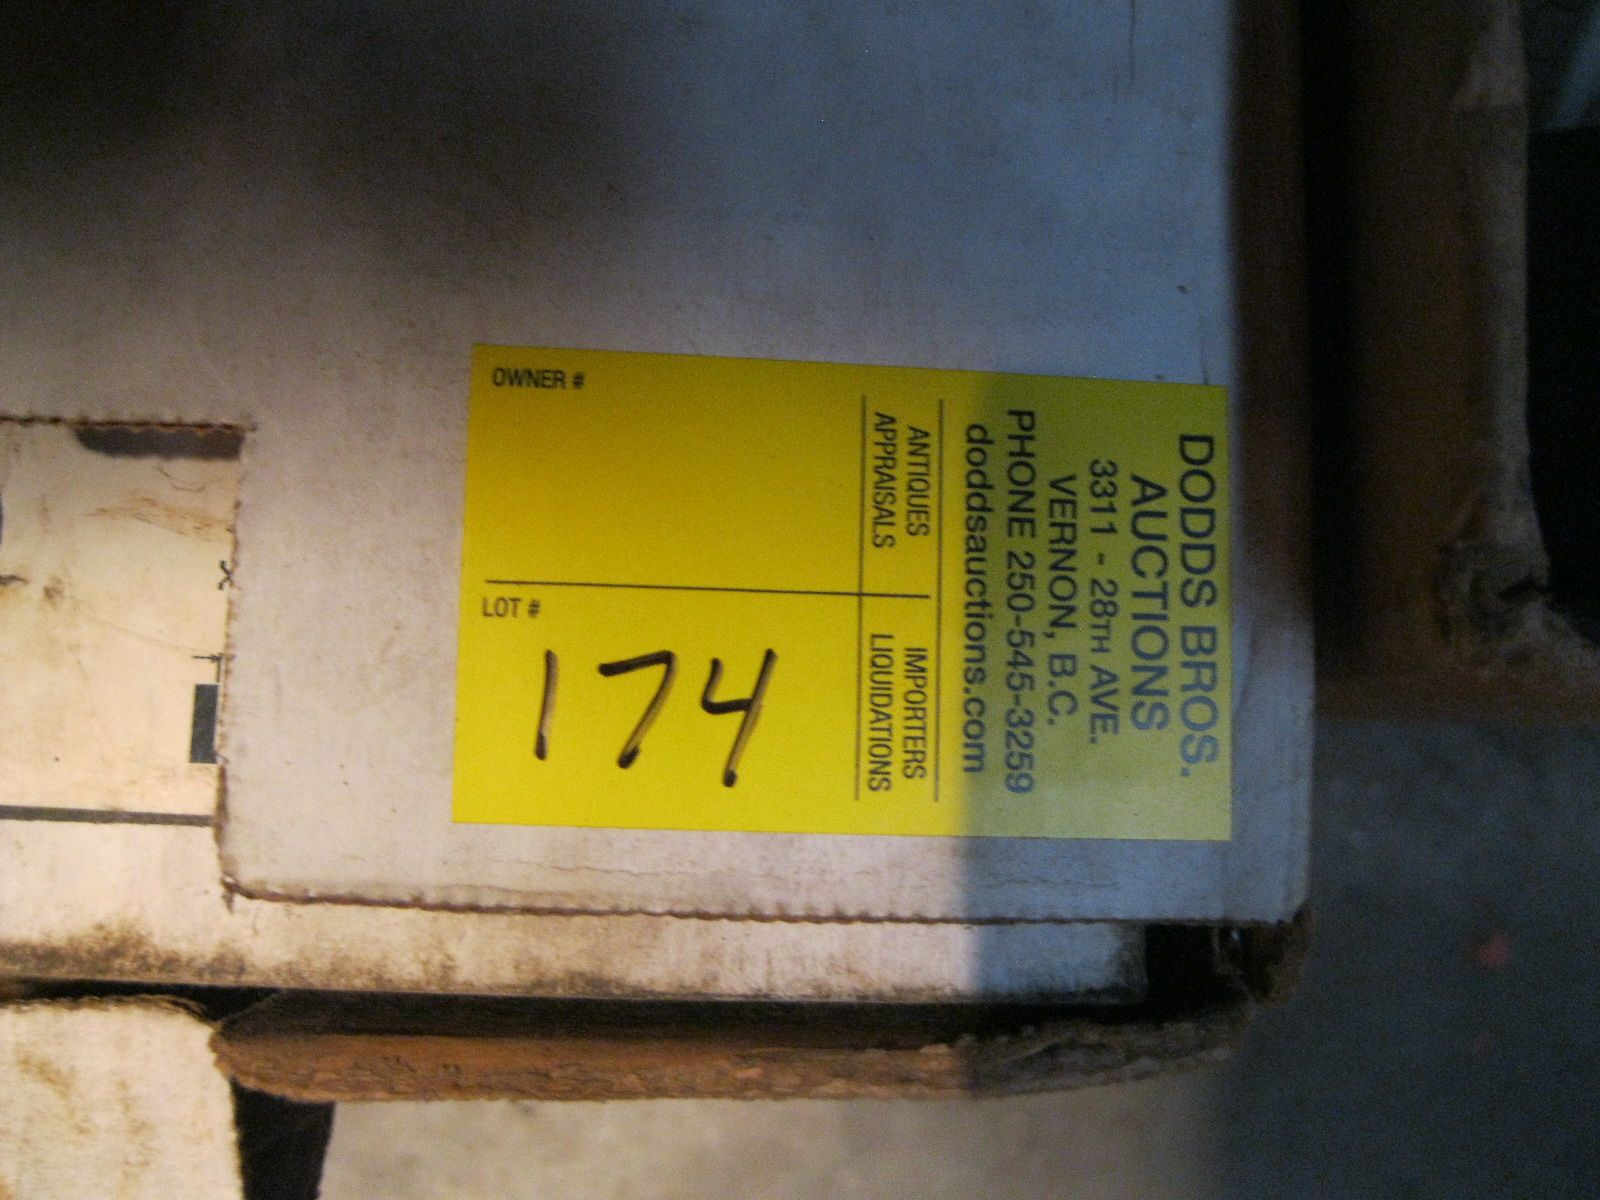 DODDS BROS.
AUCTIONS
3311 - 28TH AVE.
VERNON, B.C.
PHONE 250-545-3259
doddsauctions.com
ANTIQUES IMPORTERS
APPRAISALS LIQUIDATIONS
OWNER #
LOT #
174